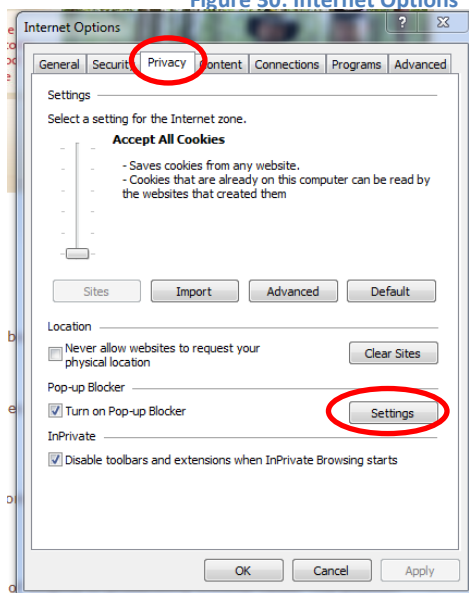 Figure 30: Internet Options
Internet Options
General Security Privacy Content Connections Programs Advanced
Settings
Select a setting for the Internet zone.
Accept All Cookies
- Saves cookies from any website.
- Cookies that are already on this computer can be read by
the websites that created them
Sites Import Advanced Default
Location
Never allow websites to request your
physical location
Clear Sites
Pop-up Blocker
Turn on Pop-up Blocker
Settings
InPrivate
Disable toolbars and extensions when InPrivate Browsing starts
OK Cancel Apply